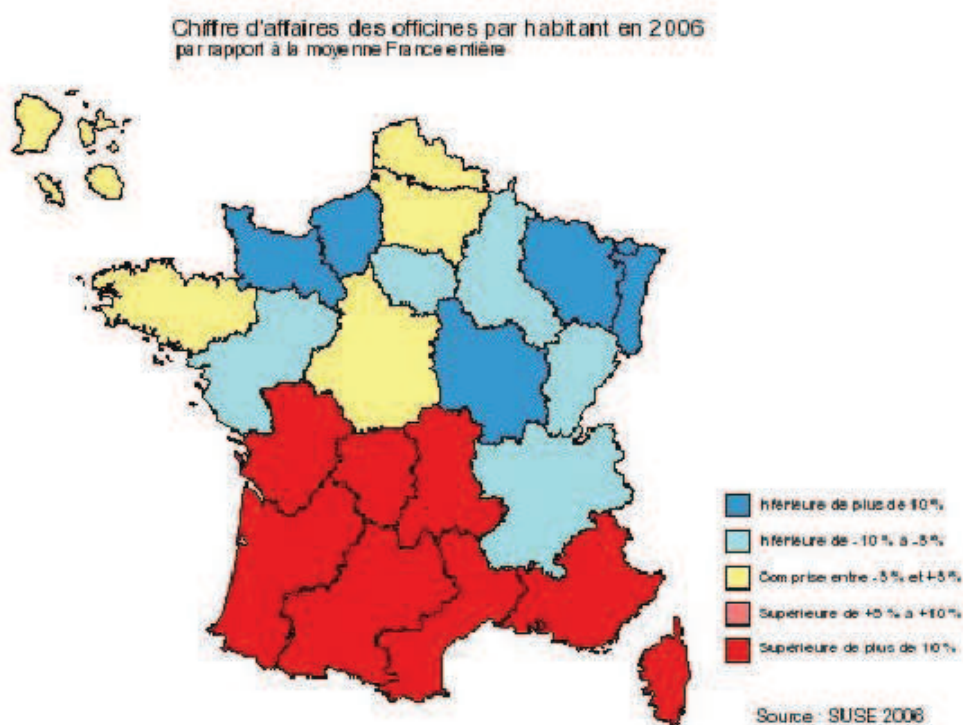 Chiffre d'affaires des officines par habitant en 2006
par rapport à la moyenne France entière
Inférieure de plus de 10%
Inférieure de -10% à -5%
Comprise entre -5% et +5%
Supérieure de +5% à +10%
Supérieure de plus de 10%
Source : SUSE 2006